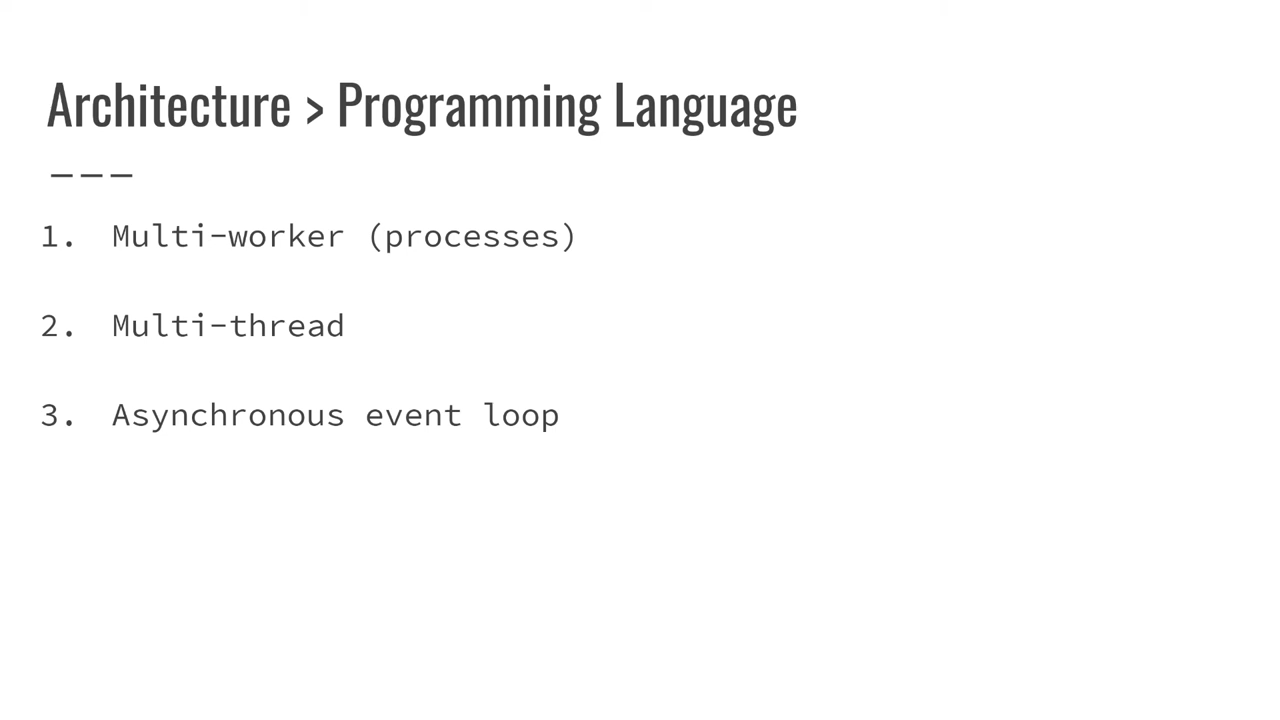 Architecture > Programming Language
———
1. Multi-worker (processes)
2. Multi-thread
3. Asynchronous event loop